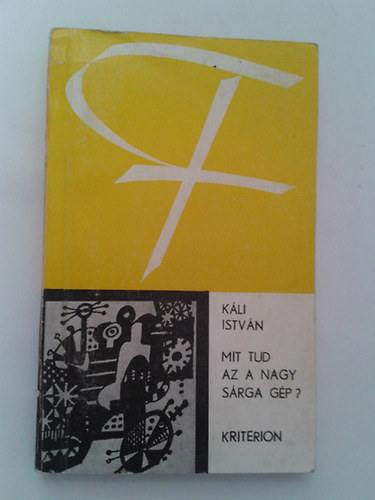 KÁLI
ISTVÁN
MIT TUD
AZ A NAGY
SÁRGA GÉP?
KRITERION